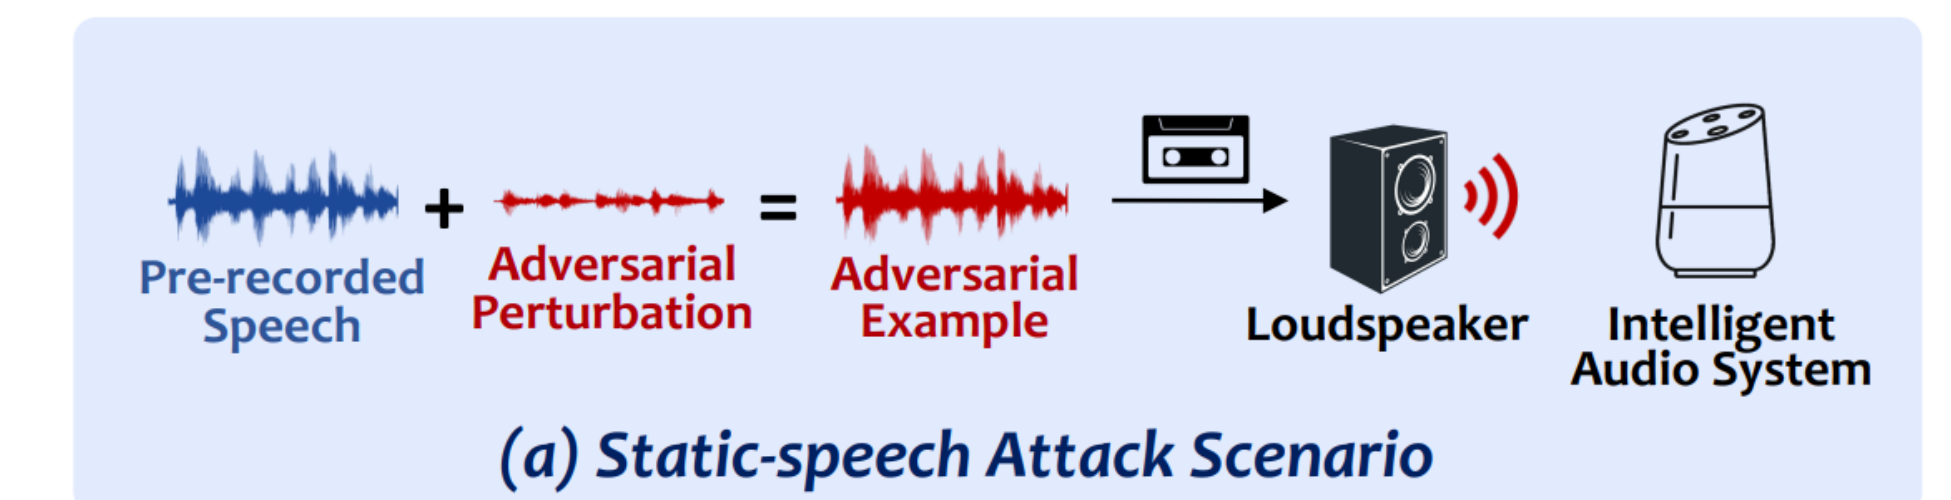 Pre-recorded
Speech
+
Adversarial
Perturbation
=
Adversarial
Example
Loudspeaker
Intelligent
Audio System
(a) Static-speech Attack Scenario